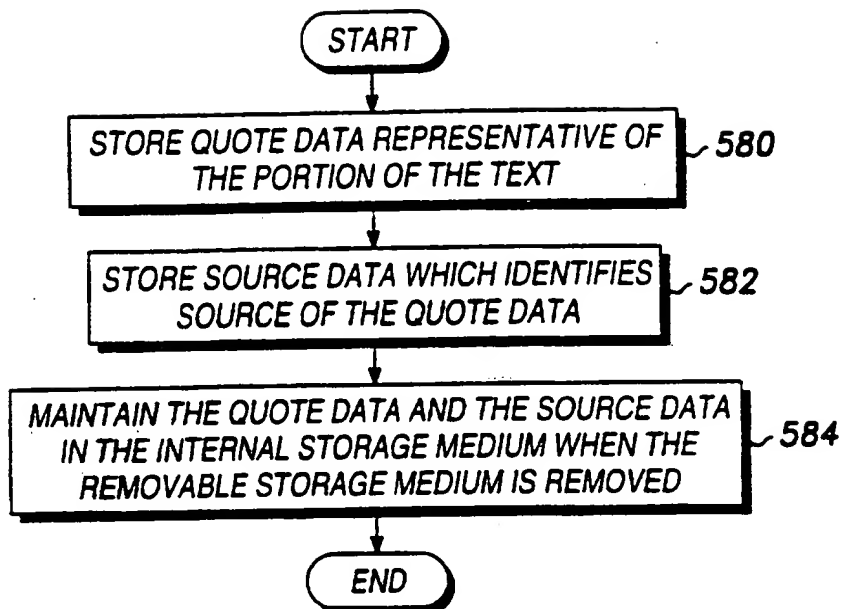 START
STORE QUOTE DATA REPRESENTATIVE OF
THE PORTION OF THE TEXT
580
STORE SOURCE DATA WHICH IDENTIFIES
SOURCE OF THE QUOTE DATA
582
MAINTAIN THE QUOTE DATA AND THE SOURCE DATA
IN THE INTERNAL STORAGE MEDIUM WHEN THE
REMOVABLE STORAGE MEDIUM IS REMOVED
584
END